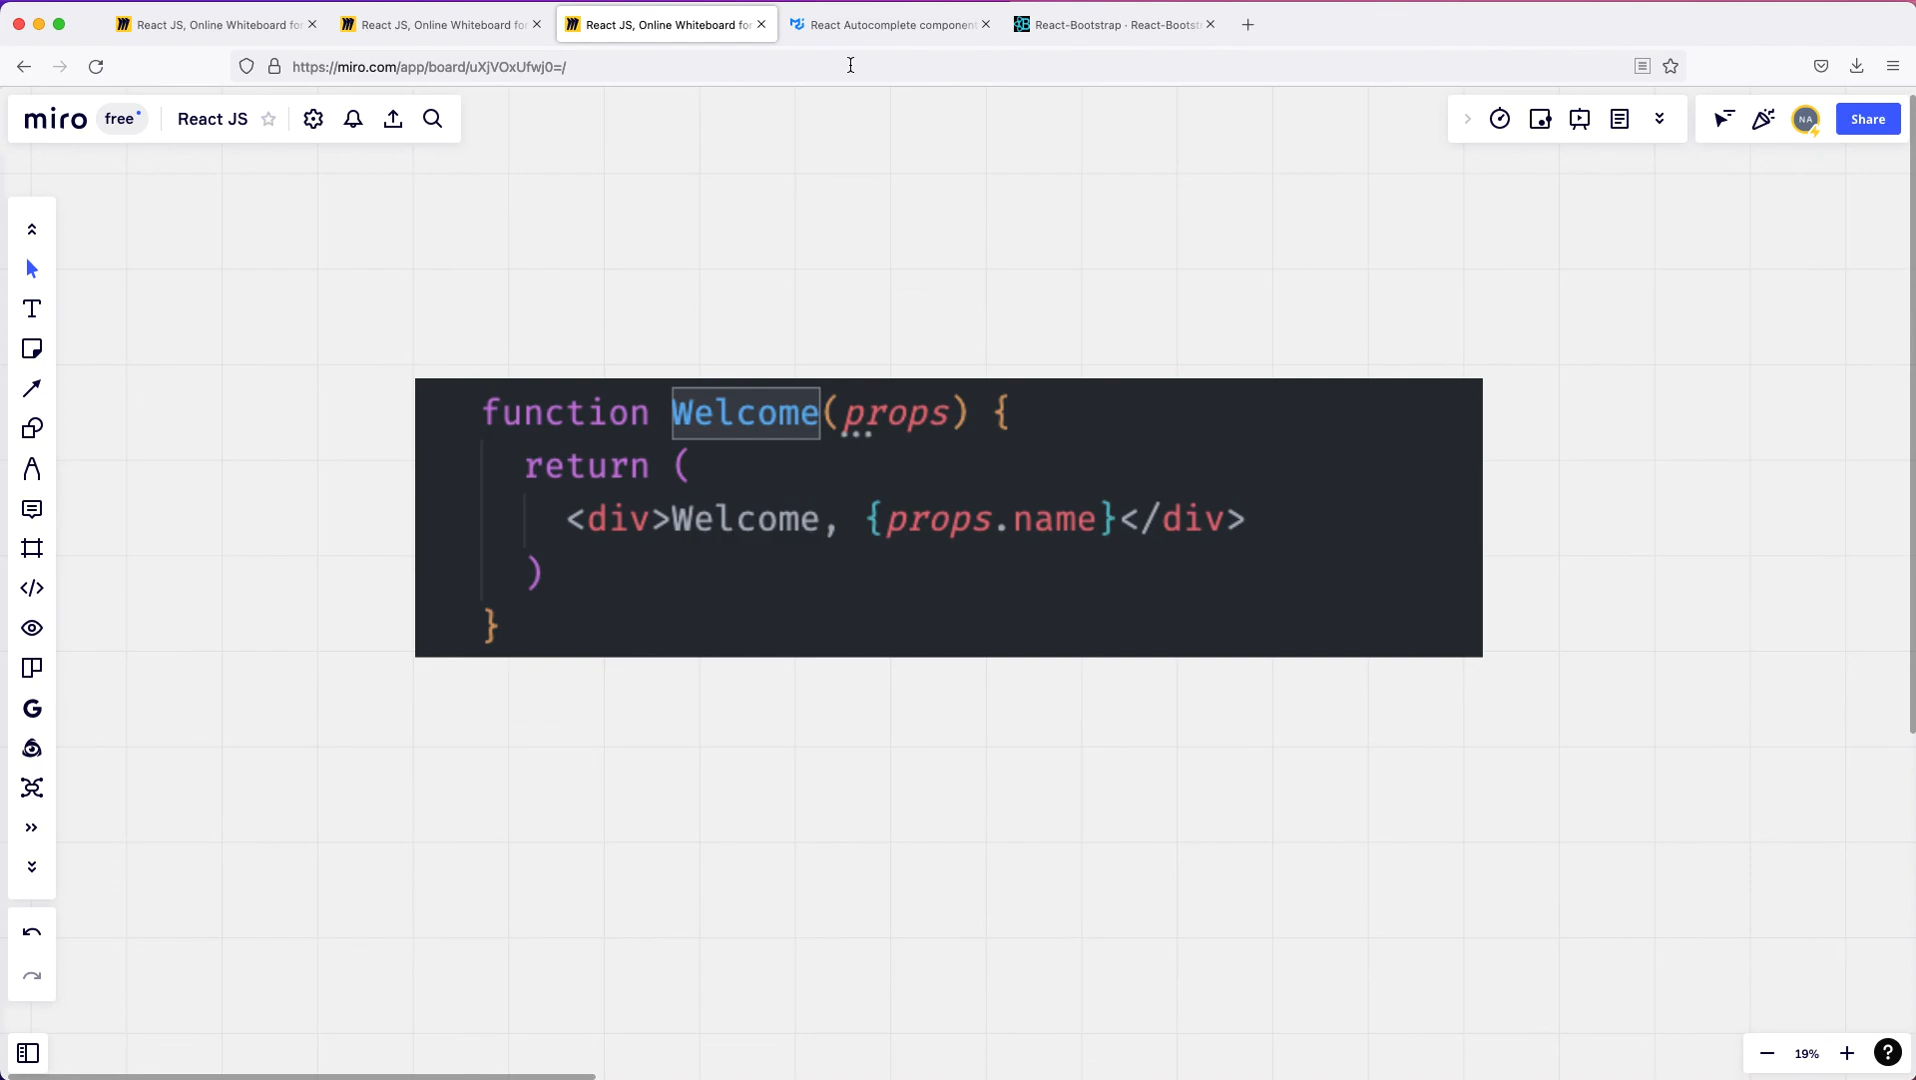 React JS, Online Whiteboard for
React JS, Online Whiteboard for
React JS, Online Whiteboard for
React Autocomplete component
React-Bootstrap · React-Bootstr
https://miro.com/app/board/uXjVOxUfwj0=/
miro
free
React JS
NA
Share
function Welcome(props) {
return (
<div>Welcome, {props.name}</div>
)
}
19%